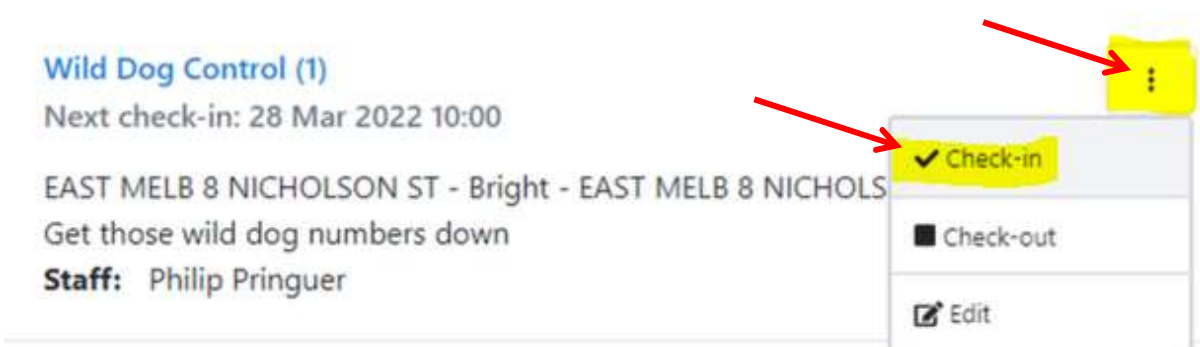 Wild Dog Control (1)
Next check-in: 28 Mar 2022 10:00
EAST MELB 8 NICHOLSON ST - Bright - EAST MELB 8 NICHOLS
Get those wild dog numbers down
Staff: Philip Pringuer
Check-in
Check-out
Edit